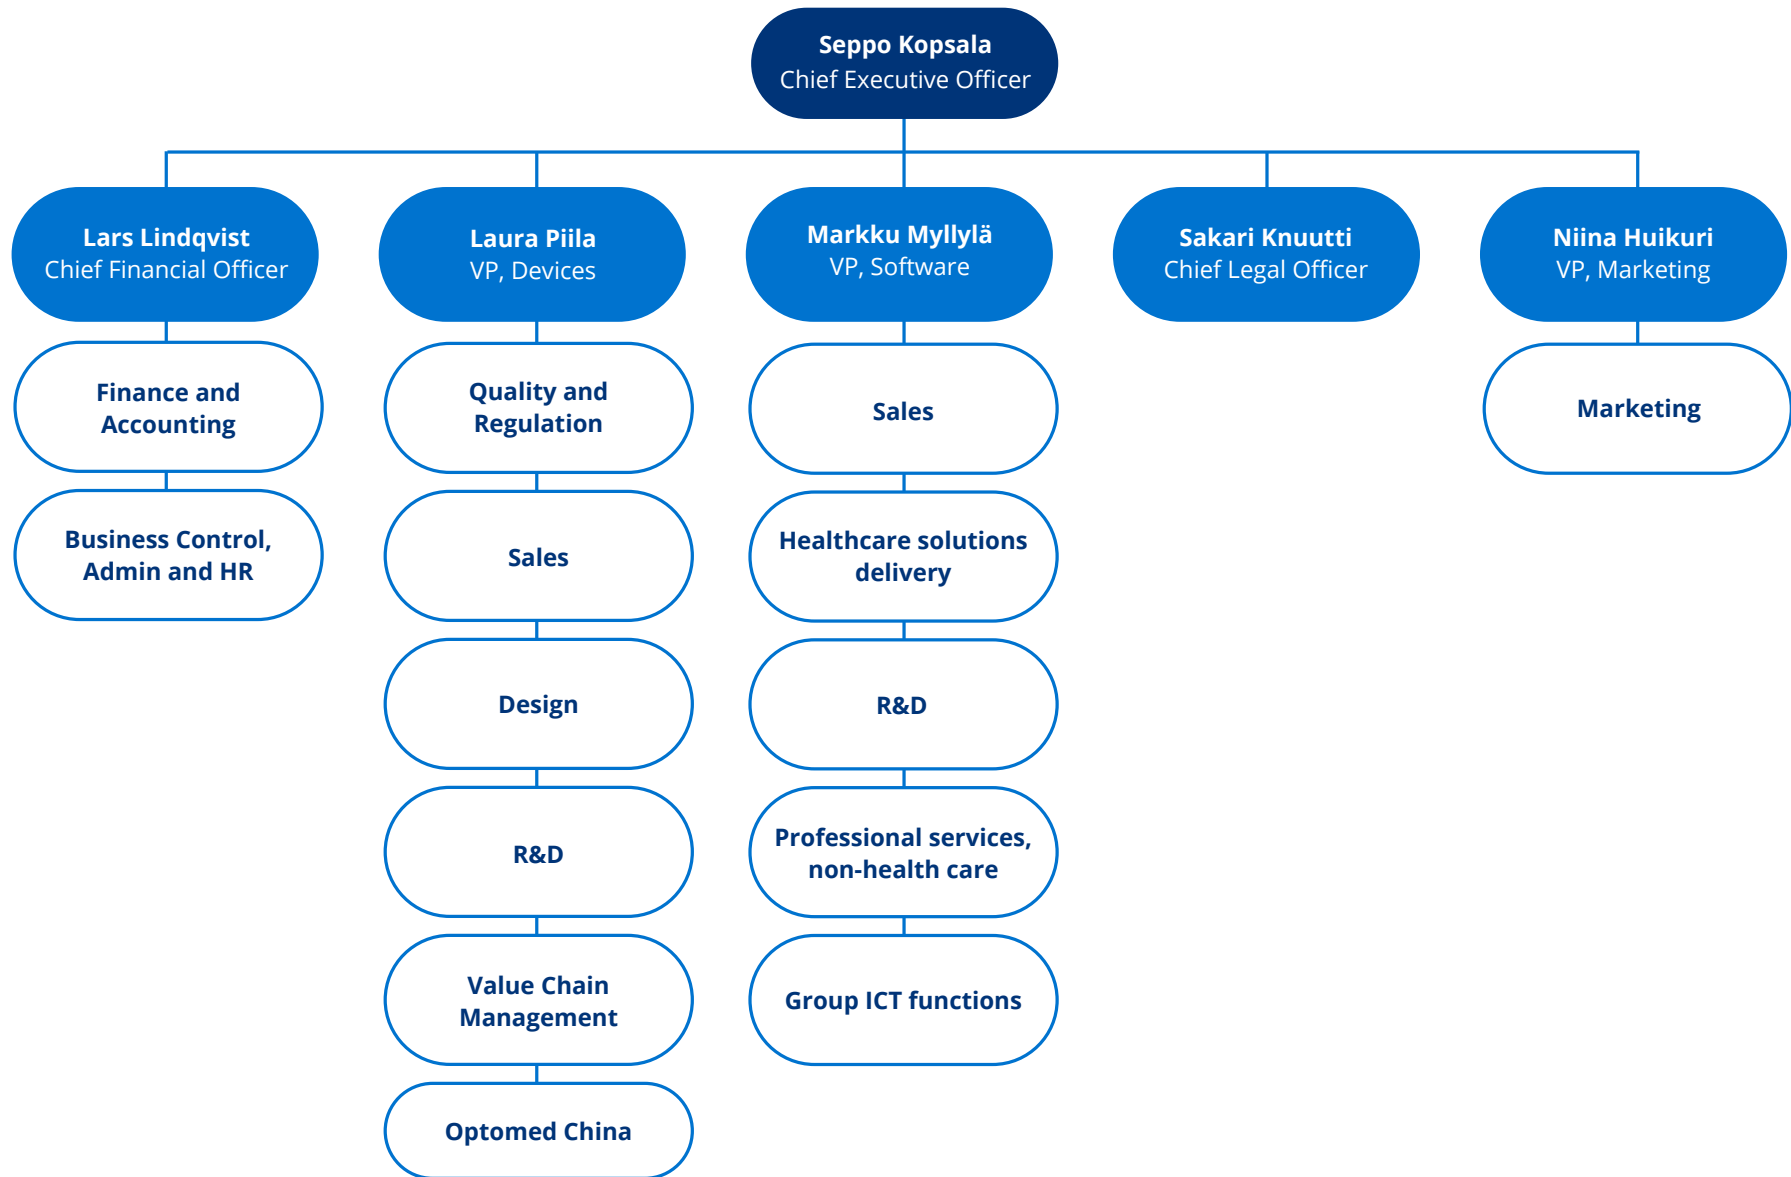 Seppo Kopsala
Chief Executive Officer
Lars Lindqvist
Chief Financial Officer
Laura Piila
VP, Devices
Markku Myllylä
VP, Software
Sakari Knuutti
Chief Legal Officer
Niina Huikuri
VP, Marketing
Finance and
Accounting
Business Control,
Admin and HR
Quality and
Regulation
Sales
Design
R&D
Value Chain
Management
Optomed China
Sales
Healthcare solutions
delivery
R&D
Professional services,
non-health care
Group ICT functions
Marketing